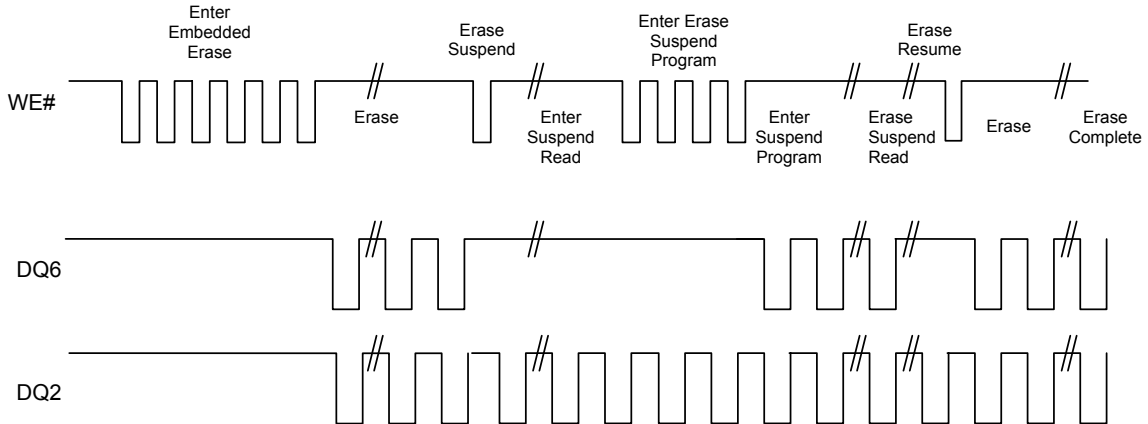 Enter
Embedded
Erase
Erase
Suspend
Enter Erase
Suspend
Program
Erase
Resume
WE#
Erase
Enter
Suspend
Read
Enter
Suspend
Program
Erase
Suspend
Read
Erase
Erase
Complete
DQ6
DQ2